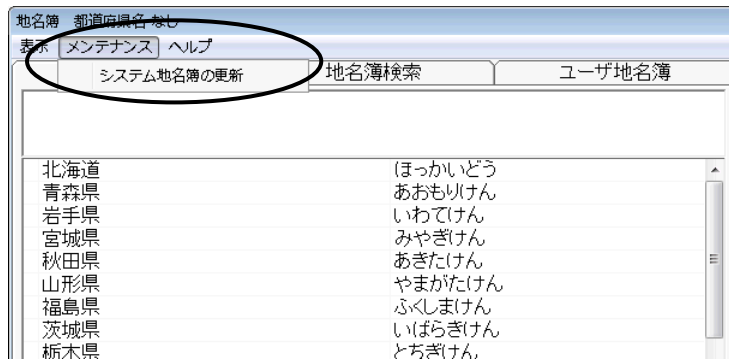 地名簿 都道府県名 なし
表示 メンテナンス ヘルプ
システム地名簿の更新 地名簿検索 ユーザ地名簿
北海道 ほっかいどう
青森県 あおもりけん
岩手県 いわてけん
宮城県 みやぎけん
秋田県 あきたけん
山形県 やまがたけん
福島県 ふくしまけん
茨城県 いばらぎけん
栃木県 とちぎけん